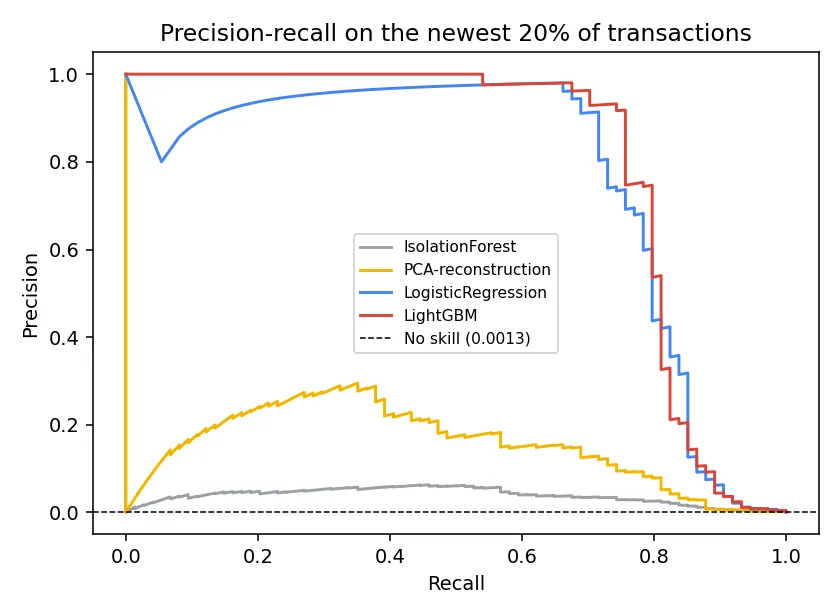 Precision-recall on the newest 20% of transactions
1.0
0.8
0.6
0.4
0.2
0.0
Precision
IsolationForest
PCA-reconstruction
LogisticRegression
LightGBM
No skill (0.0013)
0.0 0.2 0.4 0.6 0.8 1.0
Recall